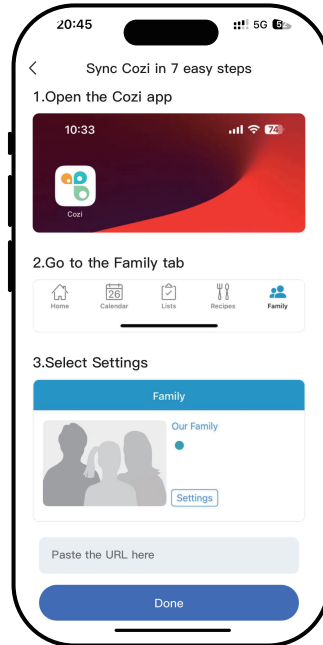 20:45
5G
Sync Cozi in 7 easy steps
1.Open the Cozi app
10:33
74
Cozi
2.Go to the Family tab
26
Home Calendar Lists Recipes Family
3.Select Settings
Family
Our Family
Settings
Paste the URL here
Done